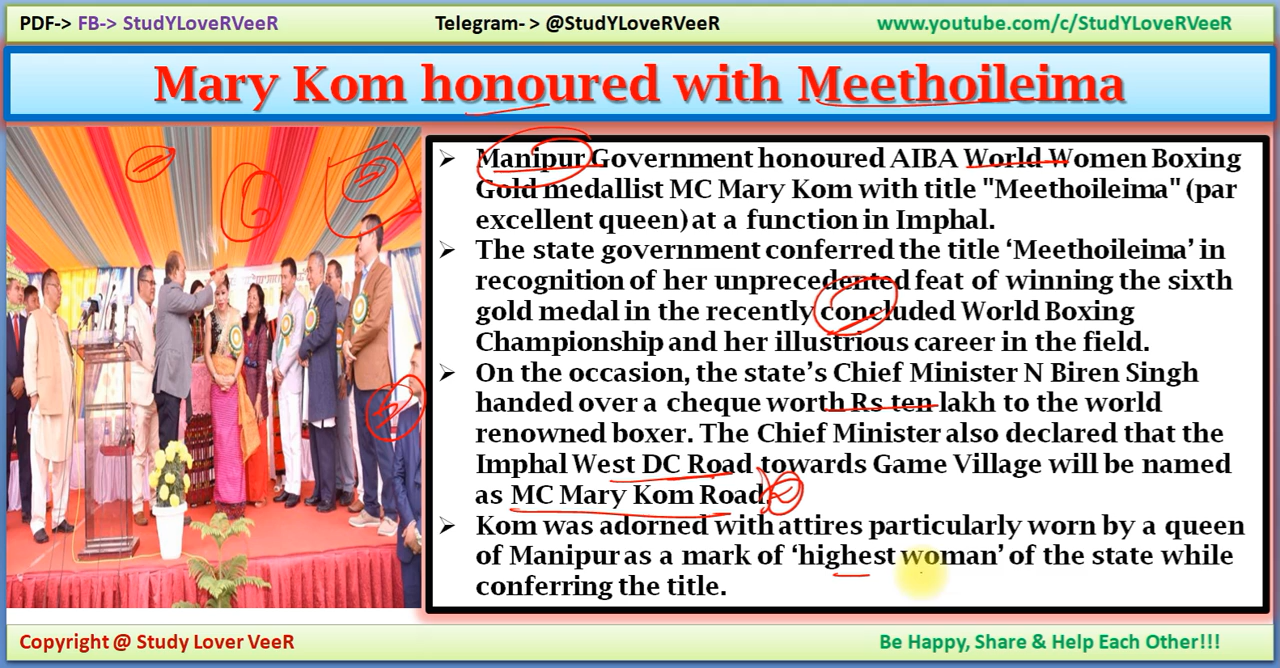 PDF-> FB-> StudYLoveRVeeR
Telegram- > @StudYLoveRVeeR
www.youtube.com/c/StudYLoveRVeeR
Mary Kom honoured with Meethoileima
➢ Manipur Government honoured AIBA World Women Boxing
Gold medallist MC Mary Kom with title "Meethoileima" (par
excellent queen) at a function in Imphal.
➢ The state government conferred the title ‘Meethoileima’ in
recognition of her unprecedented feat of winning the sixth
gold medal in the recently concluded World Boxing
Championship and her illustrious career in the field.
➢ On the occasion, the state’s Chief Minister N Biren Singh
handed over a cheque worth Rs ten lakh to the world
renowned boxer. The Chief Minister also declared that the
Imphal West DC Road towards Game Village will be named
as MC Mary Kom Road.
➢ Kom was adorned with attires particularly worn by a queen
of Manipur as a mark of ‘highest woman’ of the state while
conferring the title.
Copyright @ Study Lover VeeR
Be Happy, Share & Help Each Other!!!